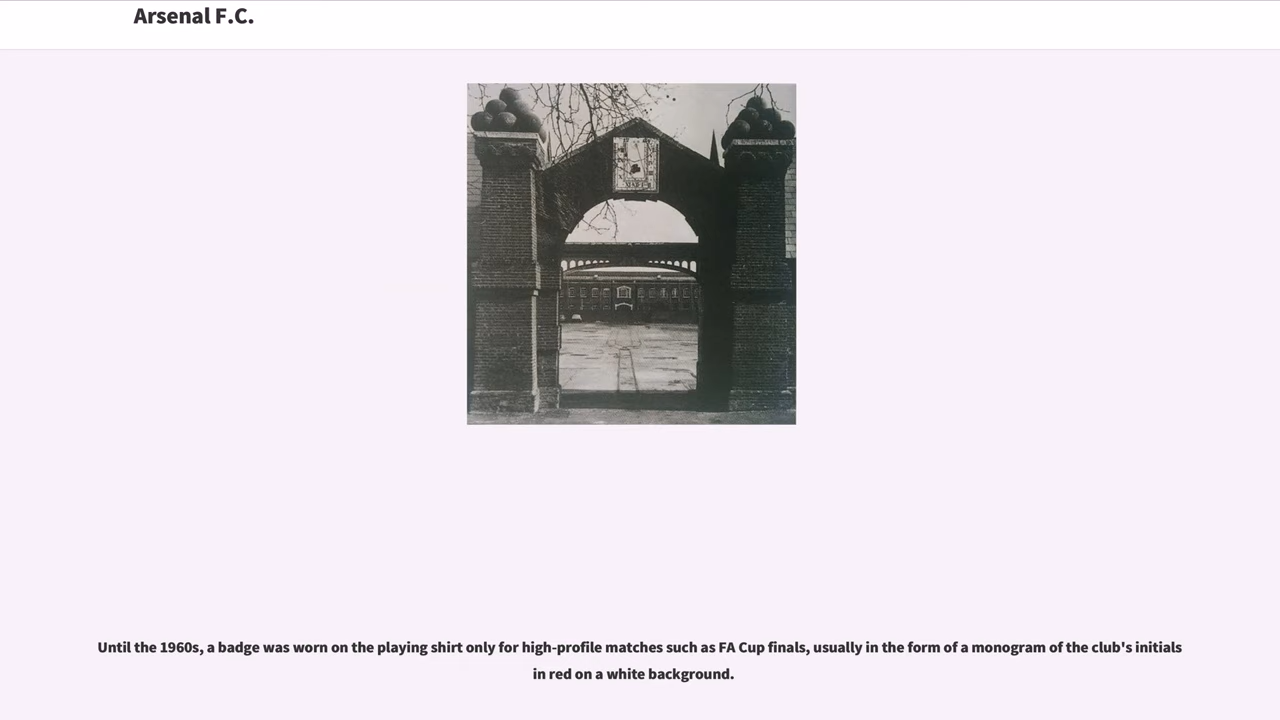 Arsenal F.C.
Until the 1960s, a badge was worn on the playing shirt only for high-profile matches such as FA Cup finals, usually in the form of a monogram of the club's initials
in red on a white background.